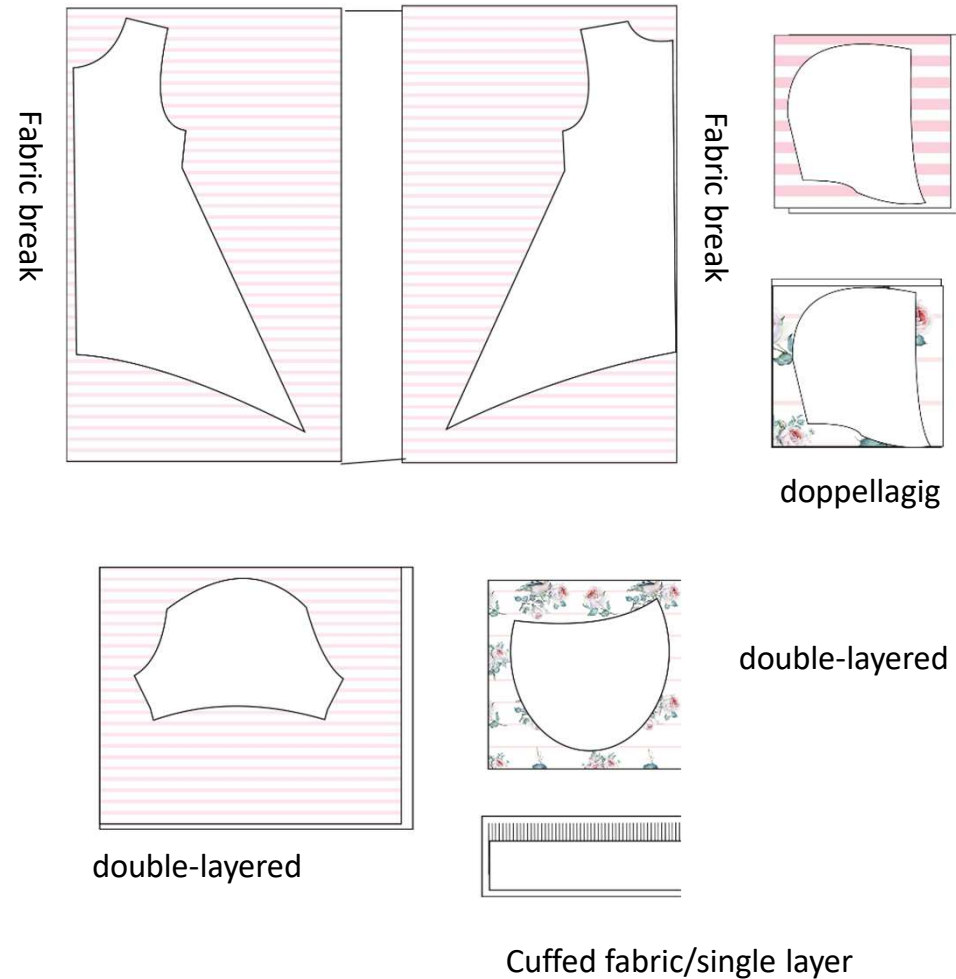 Fabric break
Fabric break
doppellagig
double-layered
double-layered
Cuffed fabric/single layer